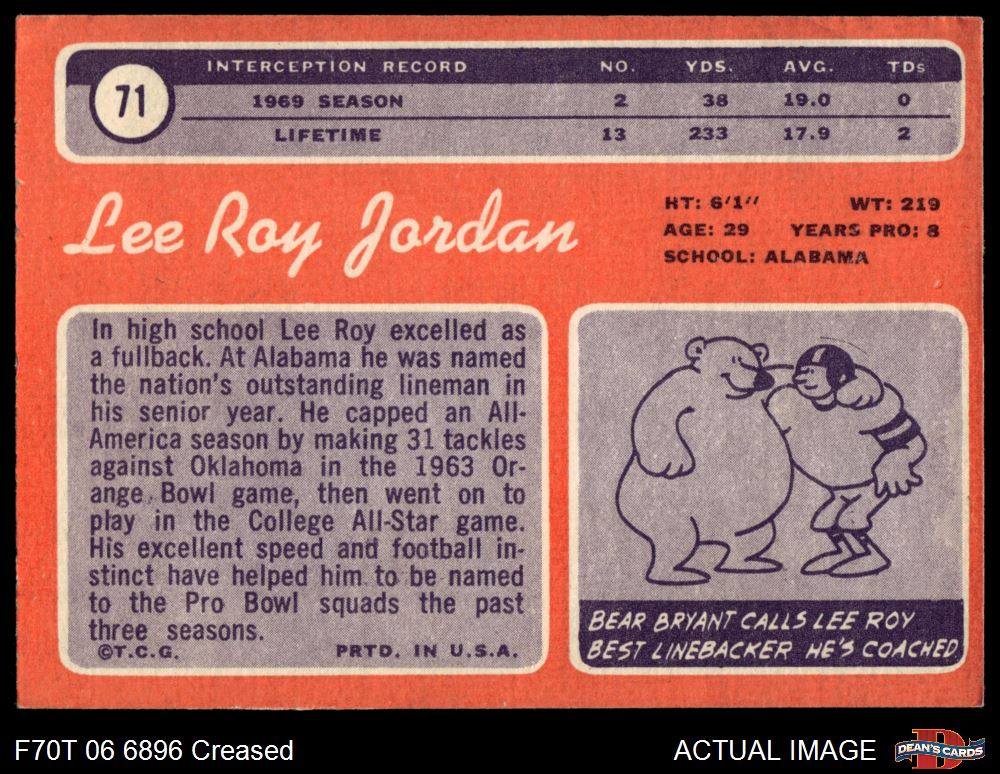 71
INTERCEPTION RECORD NO. YDS. AVG. TDs
1969 SEASON 2 38 19.0 0
LIFETIME 13 233 17.9 2
Lee Roy Jordan
HT: 6'1" WT: 219
AGE: 29 YEARS PRO: 8
SCHOOL: ALABAMA
In high school Lee Roy excelled as
a fullback. At Alabama he was named
the nation's outstanding lineman in
his senior year. He capped an All-
America season by making 31 tackles
against Oklahoma in the 1963 Or-
ange Bowl game, then went on to
play in the College All-Star game.
His excellent speed and football in-
stinct have helped him to be named
to the Pro Bowl squads the past
three seasons.
©T.C.G. PRTD. IN U.S.A.
BEAR BRYANT CALLS LEE ROY
BEST LINEBACKER HE'S COACHED
F70T 06 6896 Creased
ACTUAL IMAGE
D
DEAN'S CARDS